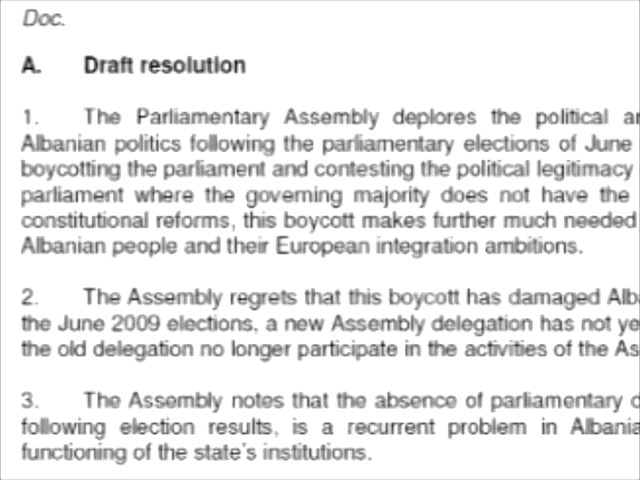 Doc.
A. Draft resolution
1. The Parliamentary Assembly deplores the political
Albanian politics following the parliamentary elections of June
boycotting the parliament and contesting the political legitimacy
parliament where the governing majority does not have the
constitutional reforms, this boycott makes further much needed
Albanian people and their European integration ambitions.
2. The Assembly regrets that this boycott has damaged
the June 2009 elections, a new Assembly delegation has not
the old delegation no longer participate in the activities of the
3. The Assembly notes that the absence of parliamentary
following election results, is a recurrent problem in
functioning of the state's institutions.